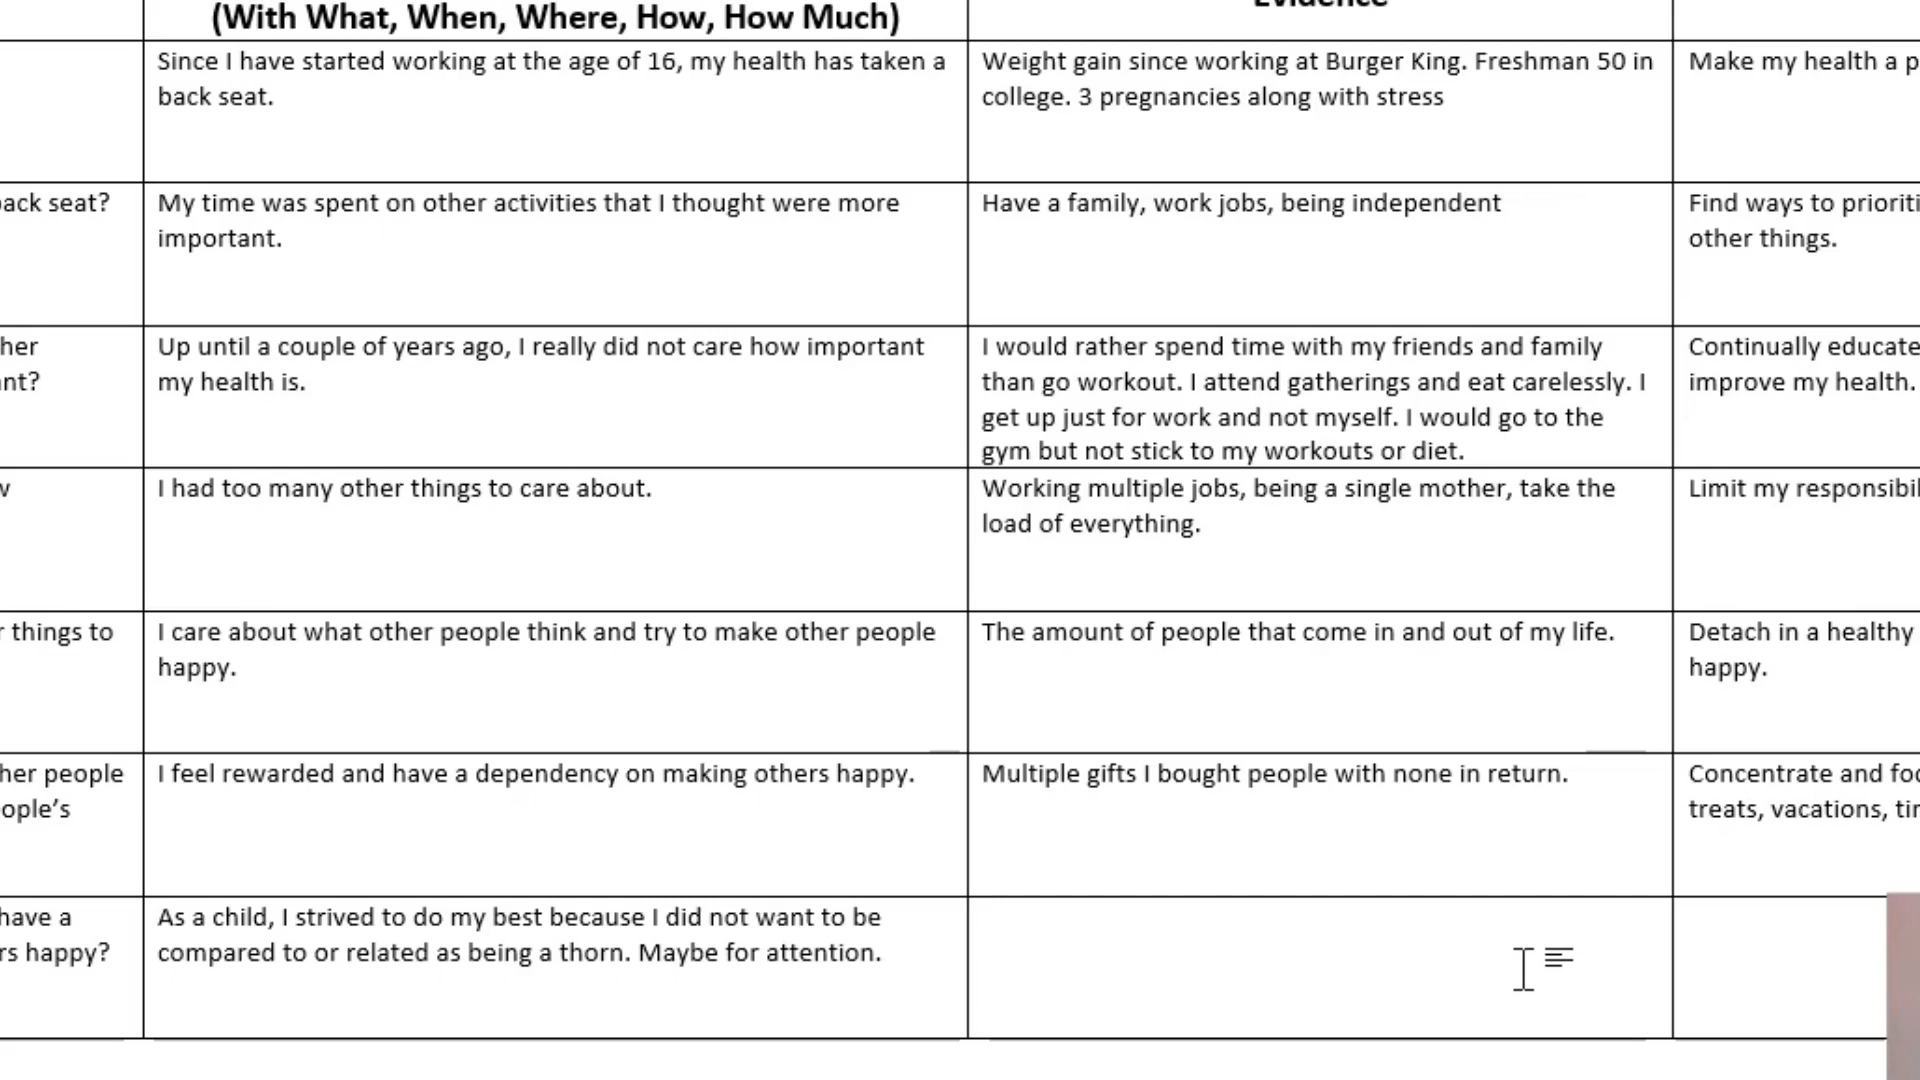 (With What, When, Where, How, How Much)
Evidence
Since I have started working at the age of 16, my health has taken a
back seat.
Weight gain since working at Burger King. Freshman 50 in
college. 3 pregnancies along with stress
Make my health a p
ack seat?
My time was spent on other activities that I thought were more
important.
Have a family, work jobs, being independent
Find ways to prioriti
other things.
her
nt?
Up until a couple of years ago, I really did not care how important
my health is.
I would rather spend time with my friends and family
than go workout. I attend gatherings and eat carelessly. I
get up just for work and not myself. I would go to the
gym but not stick to my workouts or diet.
Continually educate
improve my health.
w
I had too many other things to care about.
Working multiple jobs, being a single mother, take the
load of everything.
Limit my responsibil
r things to
I care about what other people think and try to make other people
happy.
The amount of people that come in and out of my life.
Detach in a healthy
happy.
her people
ople’s
I feel rewarded and have a dependency on making others happy.
Multiple gifts I bought people with none in return.
Concentrate and foc
treats, vacations, tin
have a
rs happy?
As a child, I strived to do my best because I did not want to be
compared to or related as being a thorn. Maybe for attention.